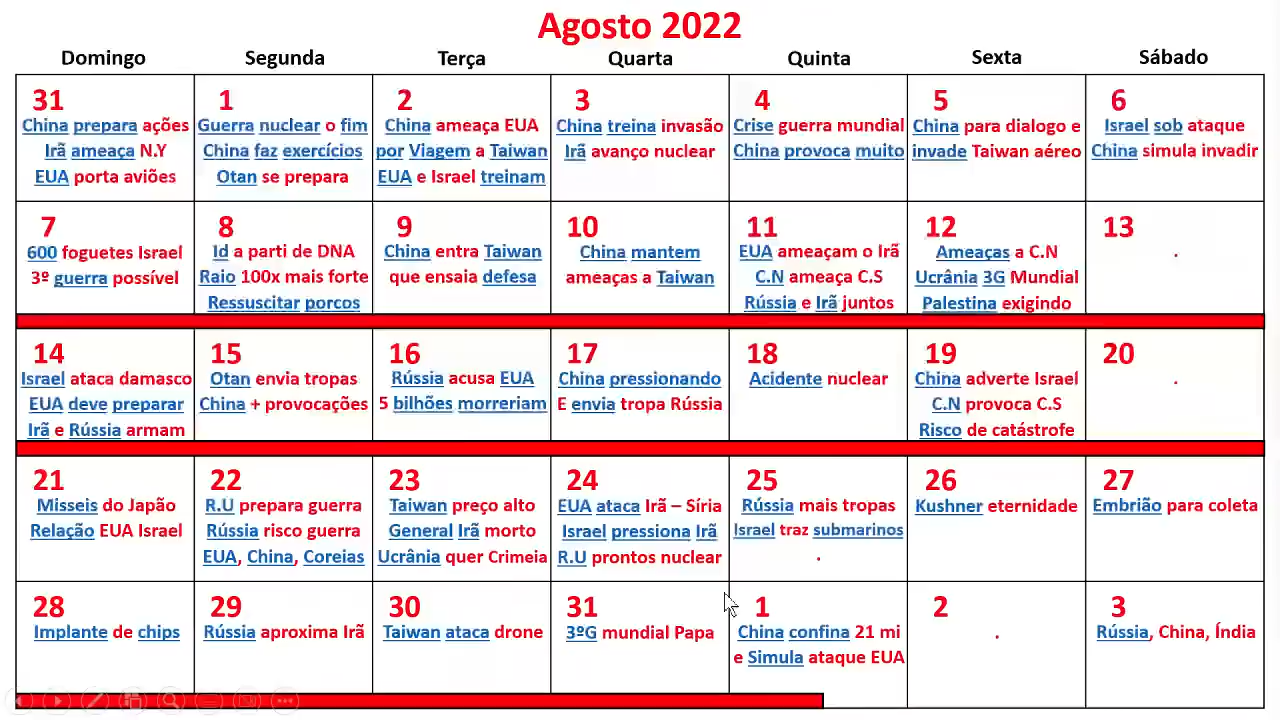 Agosto 2022
Domingo Segunda Terça Quarta Quinta Sexta Sábado
31
China prepara ações
Irã ameaça N.Y
EUA porta aviões
1
Guerra nuclear o fim
China faz exercícios
Otan se prepara
2
China ameaça EUA
por Viagem a Taiwan
EUA e Israel treinam
3
China treina invasão
Irã avanço nuclear
4
Crise guerra mundial
China provoca muito
5
China para dialogo e
invade Taiwan aéreo
6
Israel sob ataque
China simula invadir
7
600 foguetes Israel
3º guerra possível
8
Id a parti de DNA
Raio 100x mais forte
Ressuscitar porcos
9
China entra Taiwan
que ensaia defesa
10
China mantem
ameaças a Taiwan
11
EUA ameaçam o Irã
C.N ameaça C.S
Rússia e Irã juntos
12
Ameaças a C.N
Ucrânia 3G Mundial
Palestina exigindo
13
.
14
Israel ataca damasco
EUA deve preparar
Irã e Rússia armam
15
Otan envia tropas
China + provocações
16
Rússia acusa EUA
5 bilhões morreriam
17
China pressionando
E envia tropa Rússia
18
Acidente nuclear
19
China adverte Israel
C.N provoca C.S
Risco de catástrofe
20
.
21
Misseis do Japão
Relação EUA Israel
22
R.U prepara guerra
Rússia risco guerra
EUA, China, Coreias
23
Taiwan preço alto
General Irã morto
Ucrânia quer Crimeia
24
EUA ataca Irã – Síria
Israel pressiona Irã
R.U prontos nuclear
25
Rússia mais tropas
Israel traz submarinos
.
26
Kushner eternidade
27
Embrião para coleta
28
Implante de chips
29
Rússia aproxima Irã
30
Taiwan ataca drone
31
3ºG mundial Papa
1
China confina 21 mi
e Simula ataque EUA
2
.
3
Rússia, China, Índia